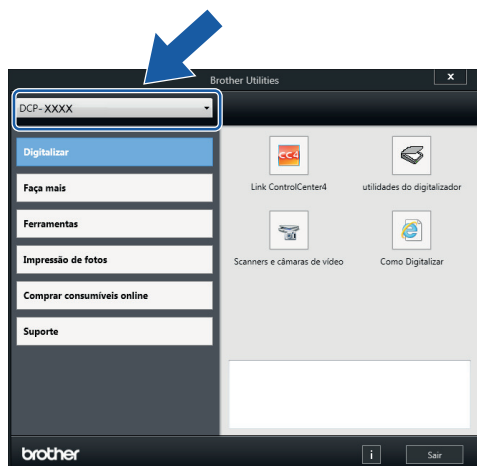 Brother Utilities
x
DCP-XXXX
Digitalizar
Faça mais
Ferramentas
Impressão de fotos
Comprar consumíveis online
Suporte
CC4
Link ControlCenter4
utilidades do digitalizador
Scanners e câmaras de vídeo
Como Digitalizar
brother
i
Sair